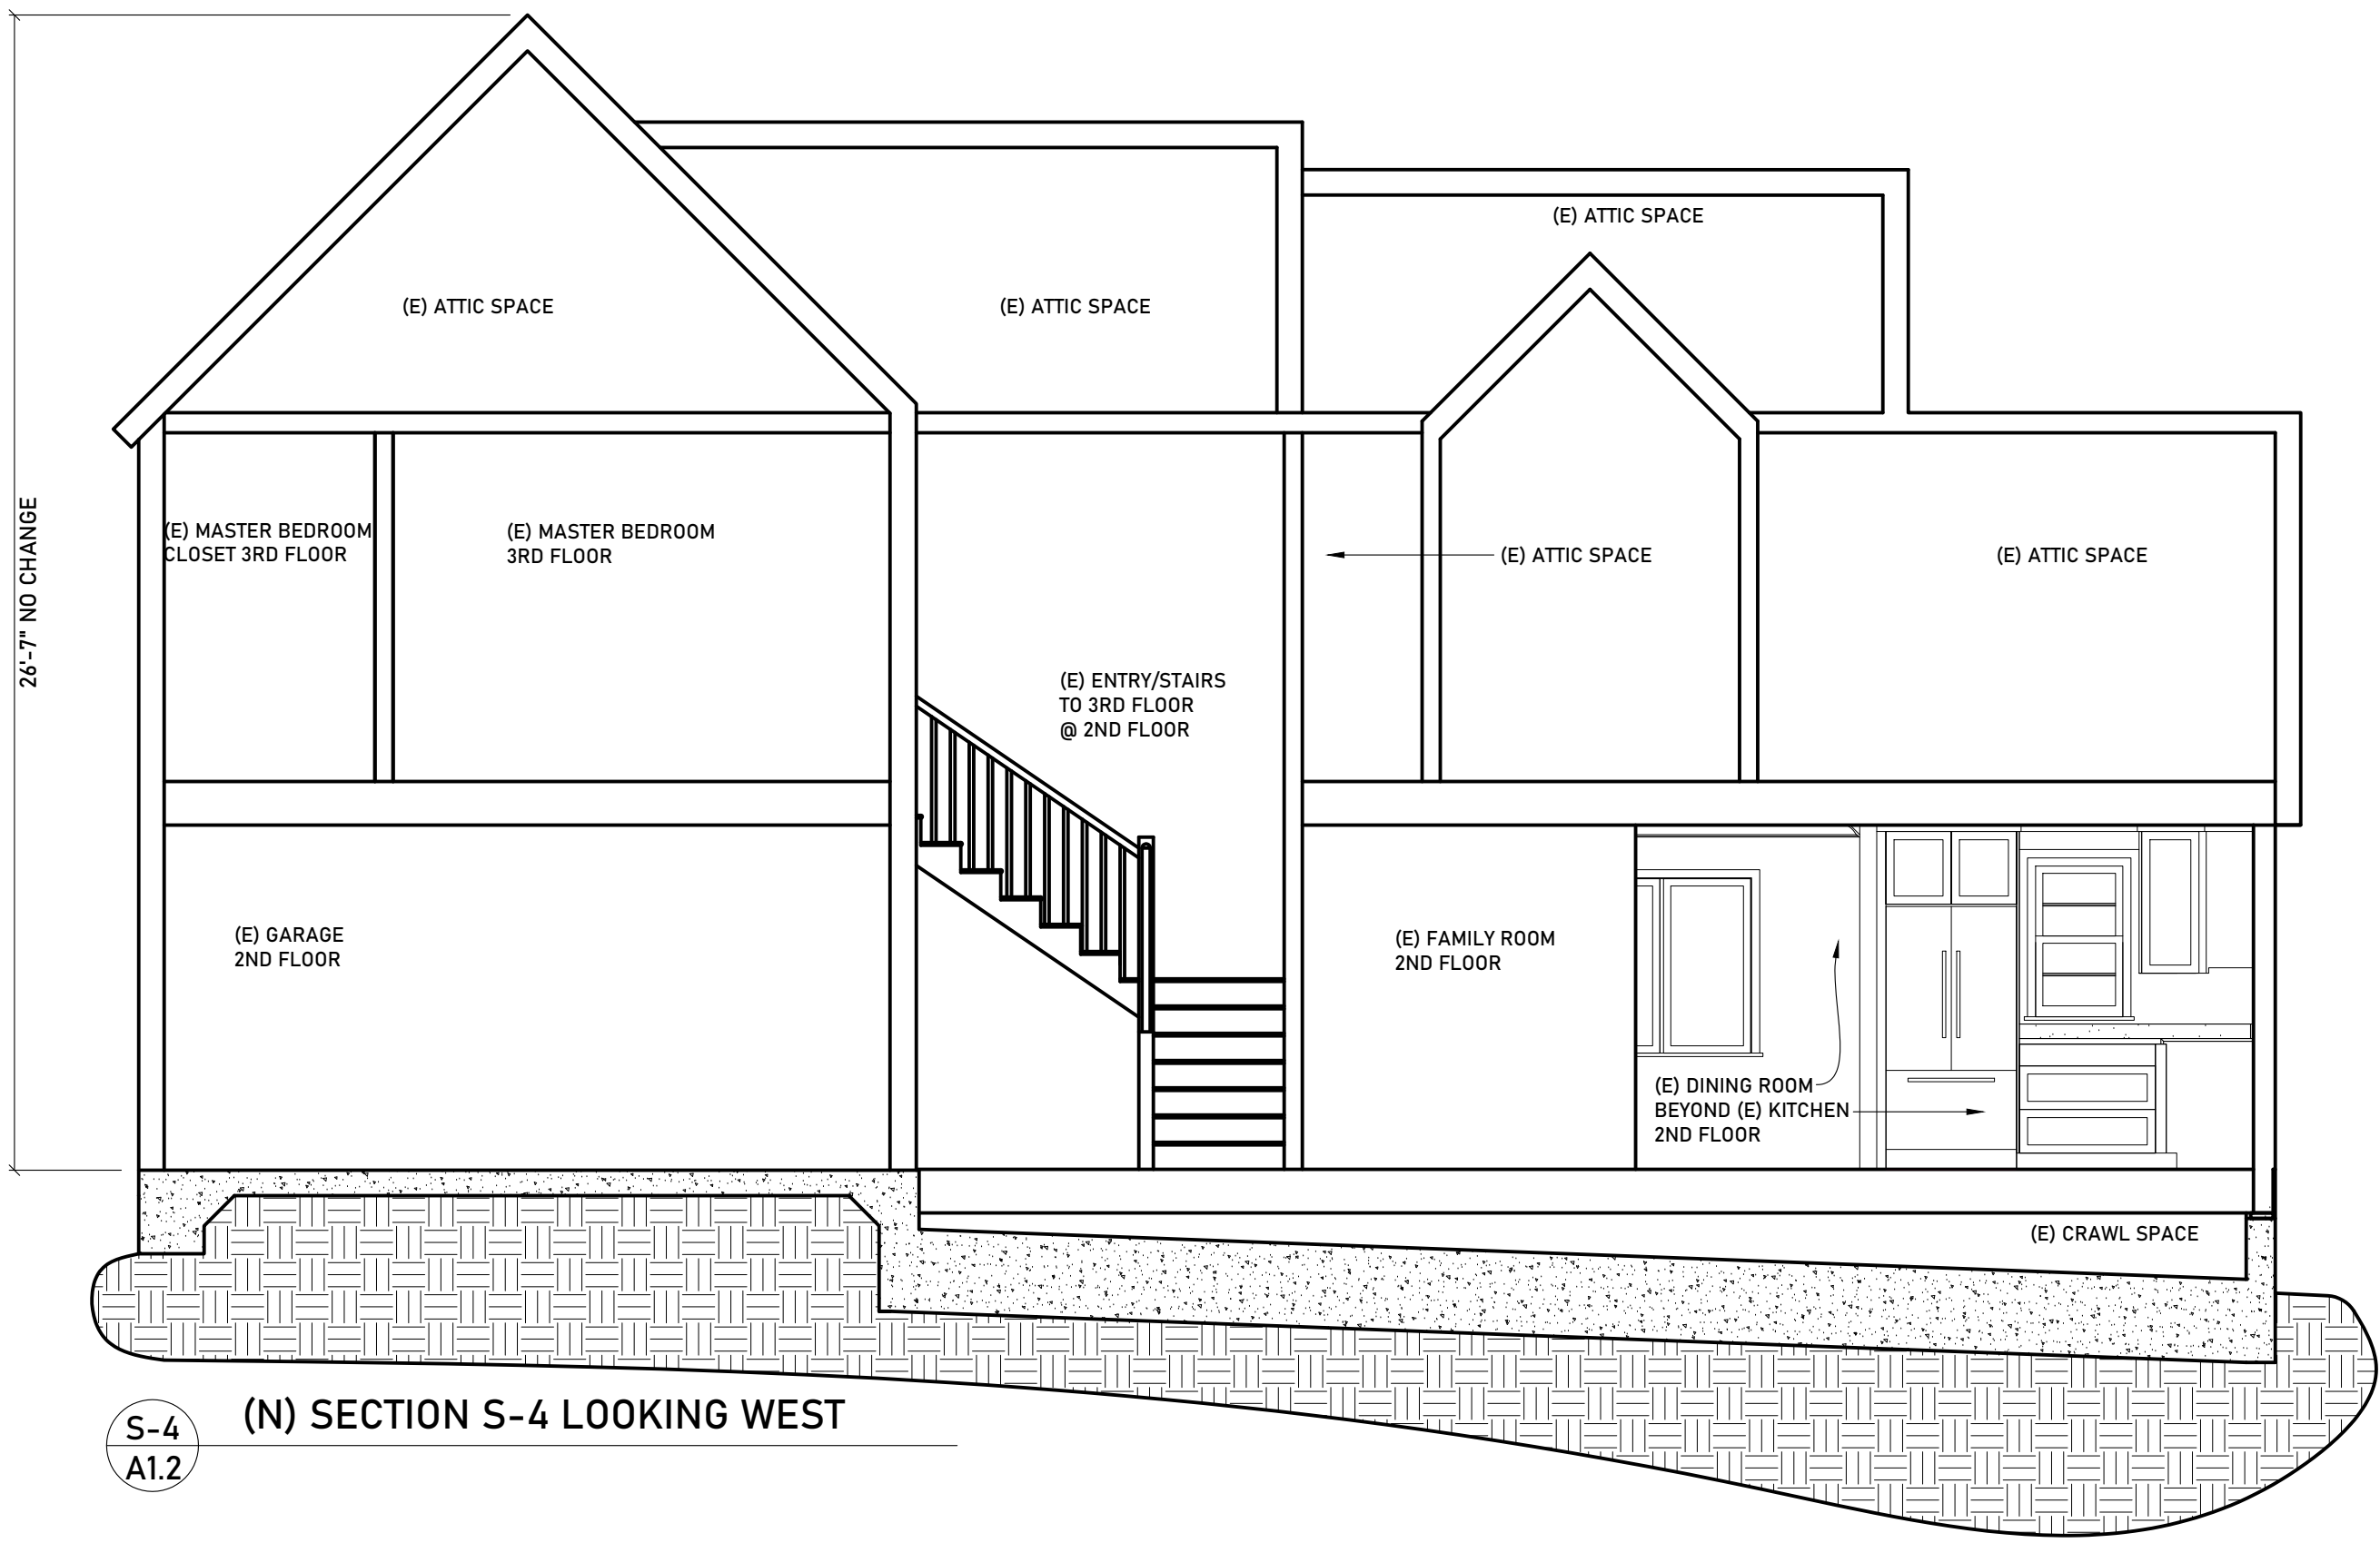 (E) ATTIC SPACE
(E) ATTIC SPACE
(E) ATTIC SPACE
26'-7" NO CHANGE
(E) MASTER BEDROOM
CLOSET 3RD FLOOR
(E) MASTER BEDROOM
3RD FLOOR
(E) ATTIC SPACE
(E) ATTIC SPACE
(E) ENTRY/STAIRS
TO 3RD FLOOR
@ 2ND FLOOR
(E) GARAGE
2ND FLOOR
(E) FAMILY ROOM
2ND FLOOR
(E) DINING ROOM
BEYOND (E) KITCHEN
2ND FLOOR
(E) CRAWL SPACE
S-4
A1.2
(N) SECTION S-4 LOOKING WEST